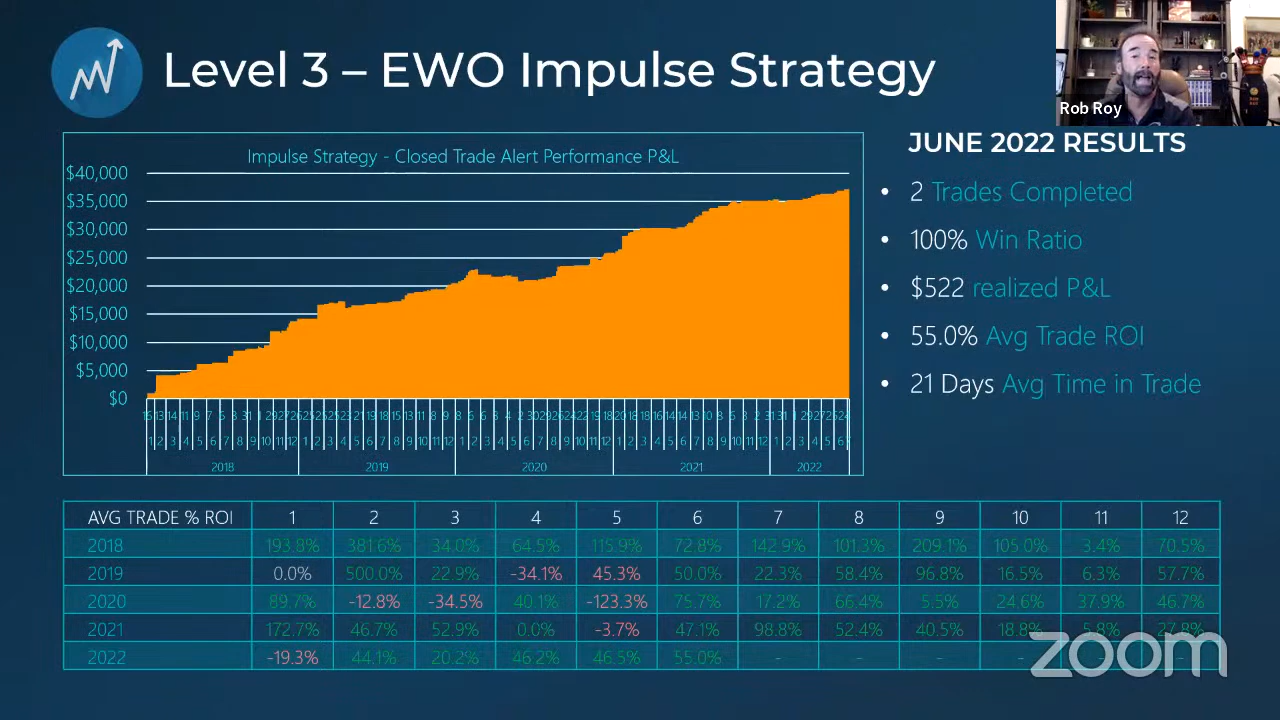 Level 3 – EWO Impulse Strategy
Rob Roy
Impulse Strategy - Closed Trade Alert Performance P&L
$40,000
$35,000
$30,000
$25,000
$20,000
$15,000
$10,000
$5,000
$0
2018 2019 2020 2021 2022
JUNE 2022 RESULTS
• 2 Trades Completed
• 100% Win Ratio
• $522 realized P&L
• 55.0% Avg Trade ROI
• 21 Days Avg Time in Trade
AVG TRADE % ROI 1 2 3 4 5 6 7 8 9 10 11 12
2018 193.8% 381.6% 34.0% 64.5% 115.9% 72.8% 142.9% 101.3% 209.1% 105.0% 3.4% 70.5%
2019 0.0% 500.0% 22.9% -34.1% 45.3% 50.0% 22.3% 58.4% 96.8% 16.5% 6.3% 57.7%
2020 89.7% -12.8% -34.5% 40.1% -123.3% 75.7% 17.2% 66.4% 5.5% 24.6% 37.9% 46.7%
2021 172.7% 46.7% 52.9% 0.0% -3.7% 47.1% 98.8% 52.4% 40.5% 18.8% 5.8% 27.8%
2022 -19.3% 44.1% 20.2% 46.2% 46.5% 55.0% - - - - - -
zoom